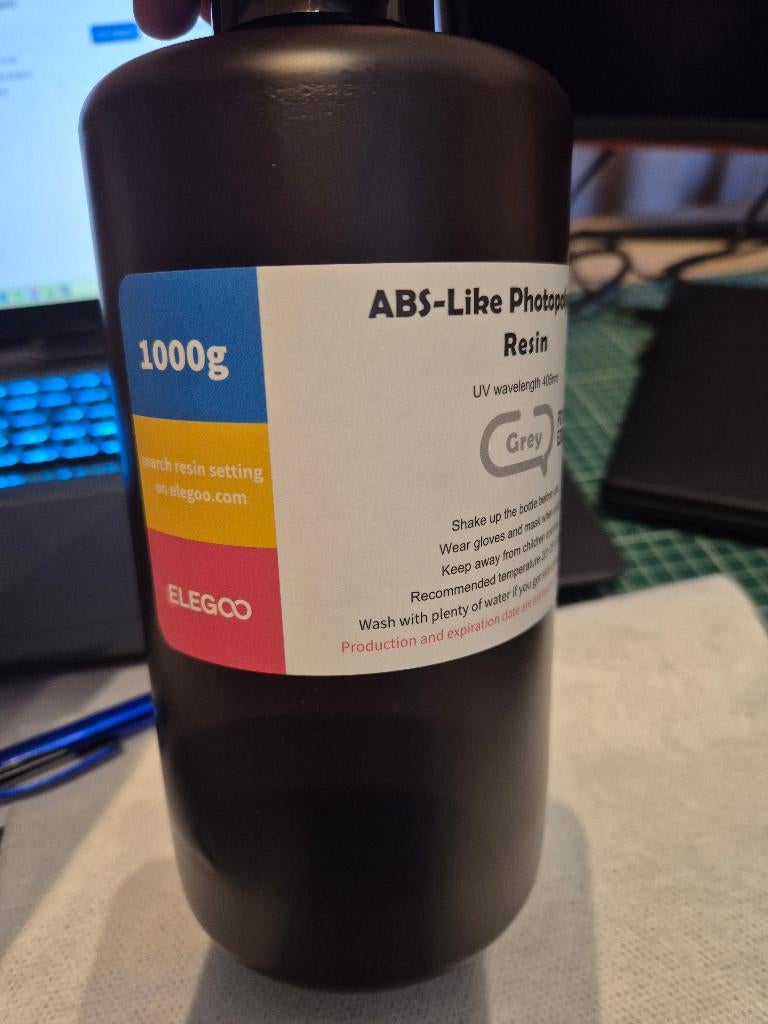 1000g
search resin setting
on elegoo.com
ELEGOO
ABS-Like
Resin
UV wavelength 405nm
Grey
Shake up the bottle before
Wear gloves and mask when
Keep away from children
Recommended temperature
Wash with plenty of water if you get
Production and expiration date are